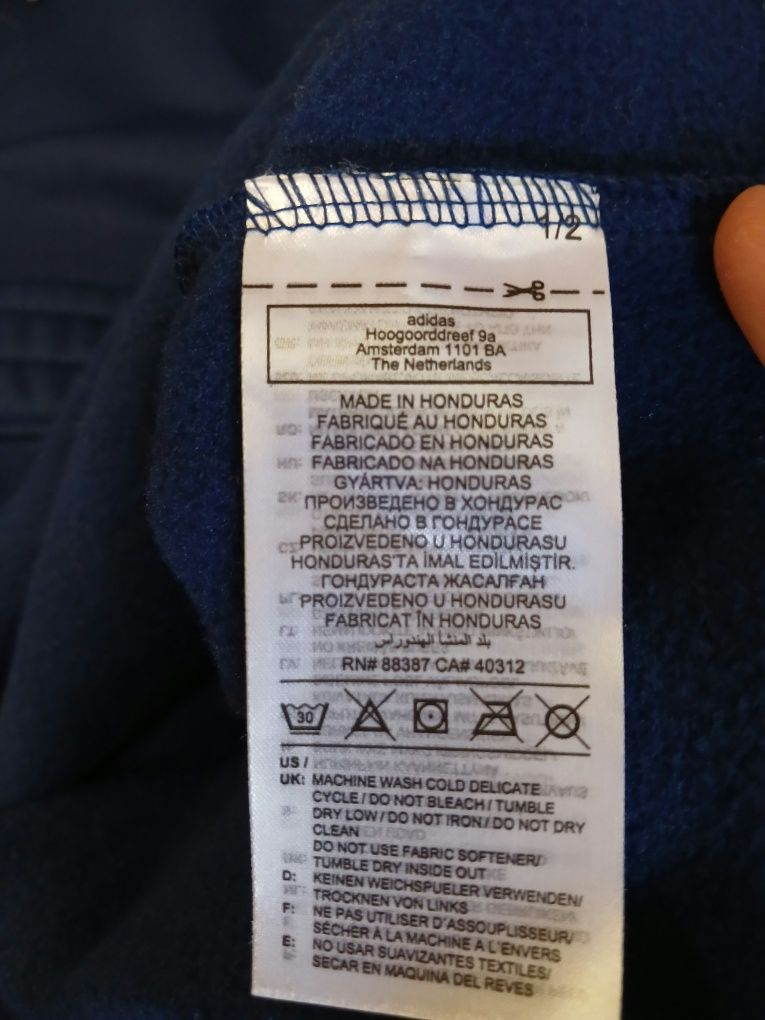 1/2
adidas
Hoogoorddreef 9a
Amsterdam 1101 BA
The Netherlands
MADE IN HONDURAS
FABRIQUÉ AU HONDURAS
FABRICADO EN HONDURAS
FABRICADO NA HONDURAS
GYÁRTVA: HONDURAS
ПРОИЗВЕДЕНО В ХОНДУРАС
СДЕЛАНО В ГОНДУРАСЕ
PROIZVEDENO U HONDURASU
HONDURAS'TA İMAL EDİLMİŞTİR.
ГОНДУРАСТА ЖАСАЛҒАН
PROIZVEDENO U HONDURASU
FABRICAT ÎN HONDURAS
بلد المنشأ الهندوراس
RN# 88387 CA# 40312
30
US /
UK: MACHINE WASH COLD DELICATE
CYCLE / DO NOT BLEACH / TUMBLE
DRY LOW / DO NOT IRON / DO NOT DRY
CLEAN
DO NOT USE FABRIC SOFTENER/
TUMBLE DRY INSIDE OUT
D: KEINEN WEICHSPUELER VERWENDEN/
TROCKNEN VON LINKS
F: NE PAS UTILISER D'ASSOUPLISSEUR/
SÉCHER À LA MACHINE A L'ENVERS
E: NO USAR SUAVIZANTES TEXTILES/
SECAR EN MAQUINA DEL REVES